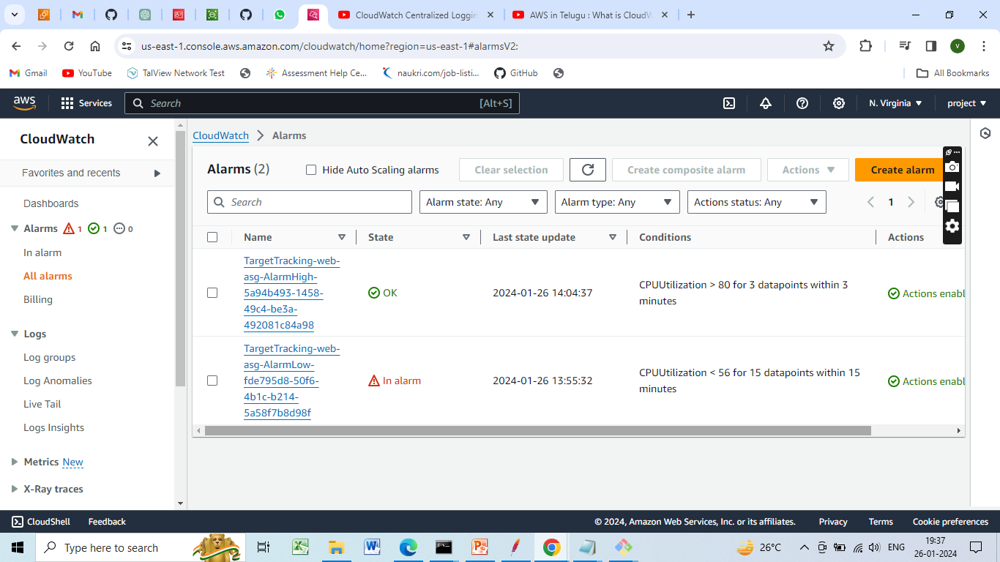 CloudWatch Centralized Loggin
AWS in Telugu : What is CloudW
us-east-1.console.aws.amazon.com/cloudwatch/home?region=us-east-1#alarmsV2:
V
Gmail
YouTube
TalView Network Test
Assessment Help Ce...
naukri.com/job-listi...
GitHub
All Bookmarks
aws
Services
Search
[Alt+S]
N. Virginia
project
CloudWatch
Favorites and recents
Dashboards
Alarms 1 1 0
In alarm
All alarms
Billing
Logs
Log groups
Log Anomalies
Live Tail
Logs Insights
Metrics New
X-Ray traces
CloudWatch > Alarms
Alarms (2)
Hide Auto Scaling alarms
Clear selection
Create composite alarm
Actions
Create alarm
Search
Alarm state: Any
Alarm type: Any
Actions status: Any
1
Name
State
Last state update
Conditions
Actions
TargetTracking-web-
asg-AlarmHigh-
5a94b493-1458-
49c4-be3a-
492081c84a98
OK
2024-01-26 14:04:37
CPUUtilization > 80 for 3 datapoints within 3
minutes
Actions enabl
TargetTracking-web-
asg-AlarmLow-
fde795d8-50f6-
4b1c-b214-
5a58f7b8d98f
In alarm
2024-01-26 13:55:32
CPUUtilization < 56 for 15 datapoints within 15
minutes
Actions enabl
CloudShell
Feedback
© 2024, Amazon Web Services, Inc. or its affiliates.
Privacy
Terms
Cookie preferences
Type here to search
26°C
ENG
19:37
26-01-2024